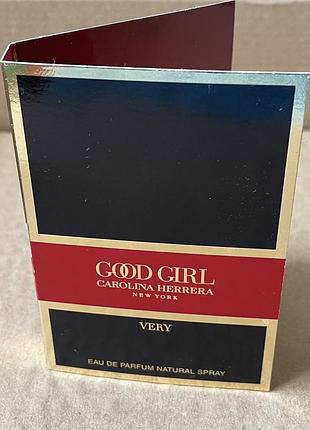 GOOD GIRL
CAROLINA HERRERA
NEW YORK
VERY
EAU DE PARFUM NATURAL SPRAY